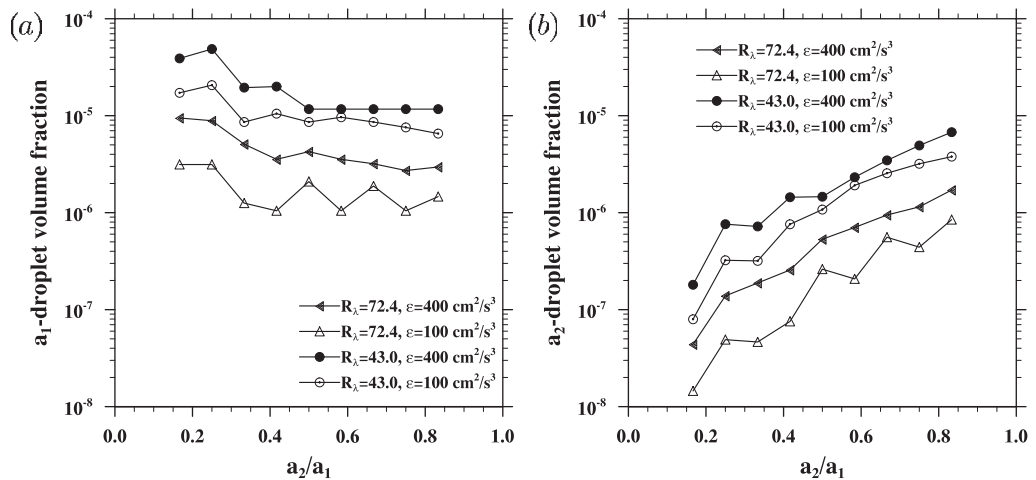 (a)
a₁-droplet volume fraction
10⁻⁴
10⁻⁵
10⁻⁶
10⁻⁷
10⁻⁸
R_λ=72.4, ε=400 cm²/s³
R_λ=72.4, ε=100 cm²/s³
R_λ=43.0, ε=400 cm²/s³
R_λ=43.0, ε=100 cm²/s³
0.0 0.2 0.4 0.6 0.8 1.0
a₂/a₁
(b)
a₂-droplet volume fraction
10⁻⁴
10⁻⁵
10⁻⁶
10⁻⁷
10⁻⁸
R_λ=72.4, ε=400 cm²/s³
R_λ=72.4, ε=100 cm²/s³
R_λ=43.0, ε=400 cm²/s³
R_λ=43.0, ε=100 cm²/s³
0.0 0.2 0.4 0.6 0.8 1.0
a₂/a₁